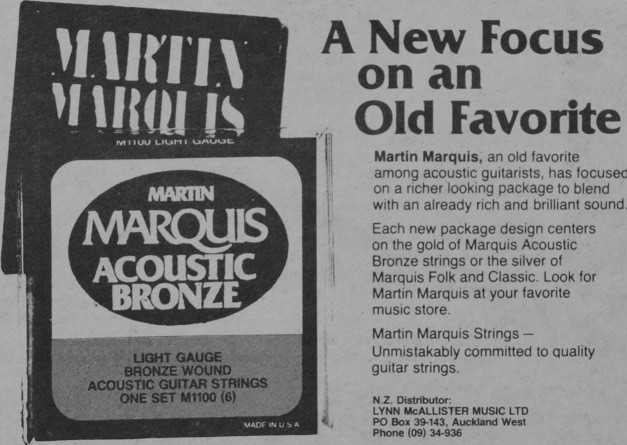 MARTIN
MARQUIS
M1100 LIGHT GAUGE
MARTIN
MARQUIS
ACOUSTIC
BRONZE
LIGHT GAUGE
BRONZE WOUND
ACOUSTIC GUITAR STRINGS
ONE SET M1100 (6)
MADE IN U S A
A New Focus
on an
Old Favorite
Martin Marquis, an old favorite
among acoustic guitarists, has focused
on a richer looking package to blend
with an already rich and brilliant sound.
Each new package design centers
on the gold of Marquis Acoustic
Bronze strings or the silver of
Marquis Folk and Classic. Look for
Martin Marquis at your favorite
music store.
Martin Marquis Strings —
Unmistakably committed to quality
guitar strings.
N.Z. Distributor:
LYNN McALLISTER MUSIC LTD
PO Box 39-143, Auckland West
Phone (09) 34-936